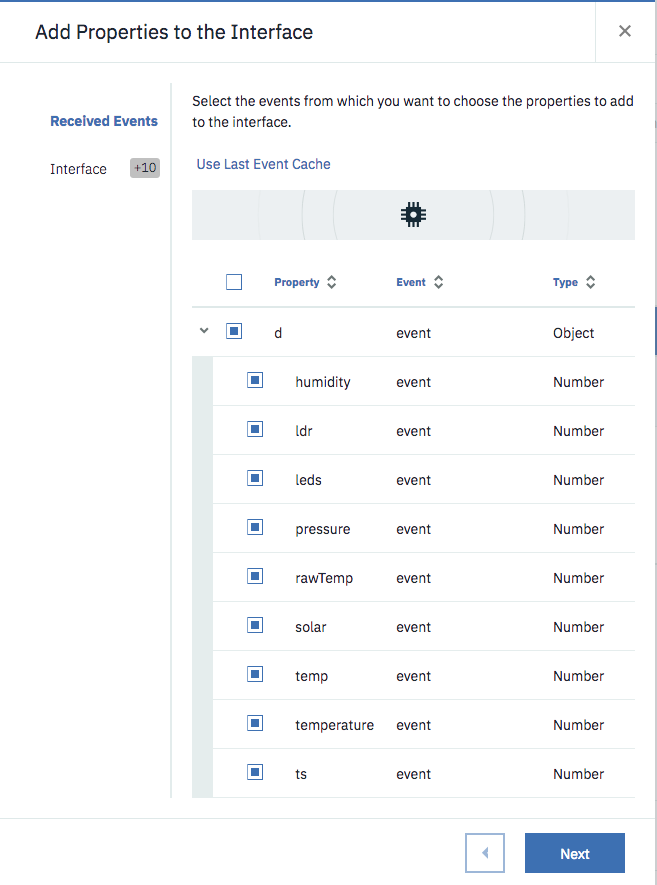 Add Properties to the Interface
Received Events
Interface +10
Select the events from which you want to choose the properties to add
to the interface.
Use Last Event Cache
Property Event Type
d event Object
humidity event Number
ldr event Number
leds event Number
pressure event Number
rawTemp event Number
solar event Number
temp event Number
temperature event Number
ts event Number
Next